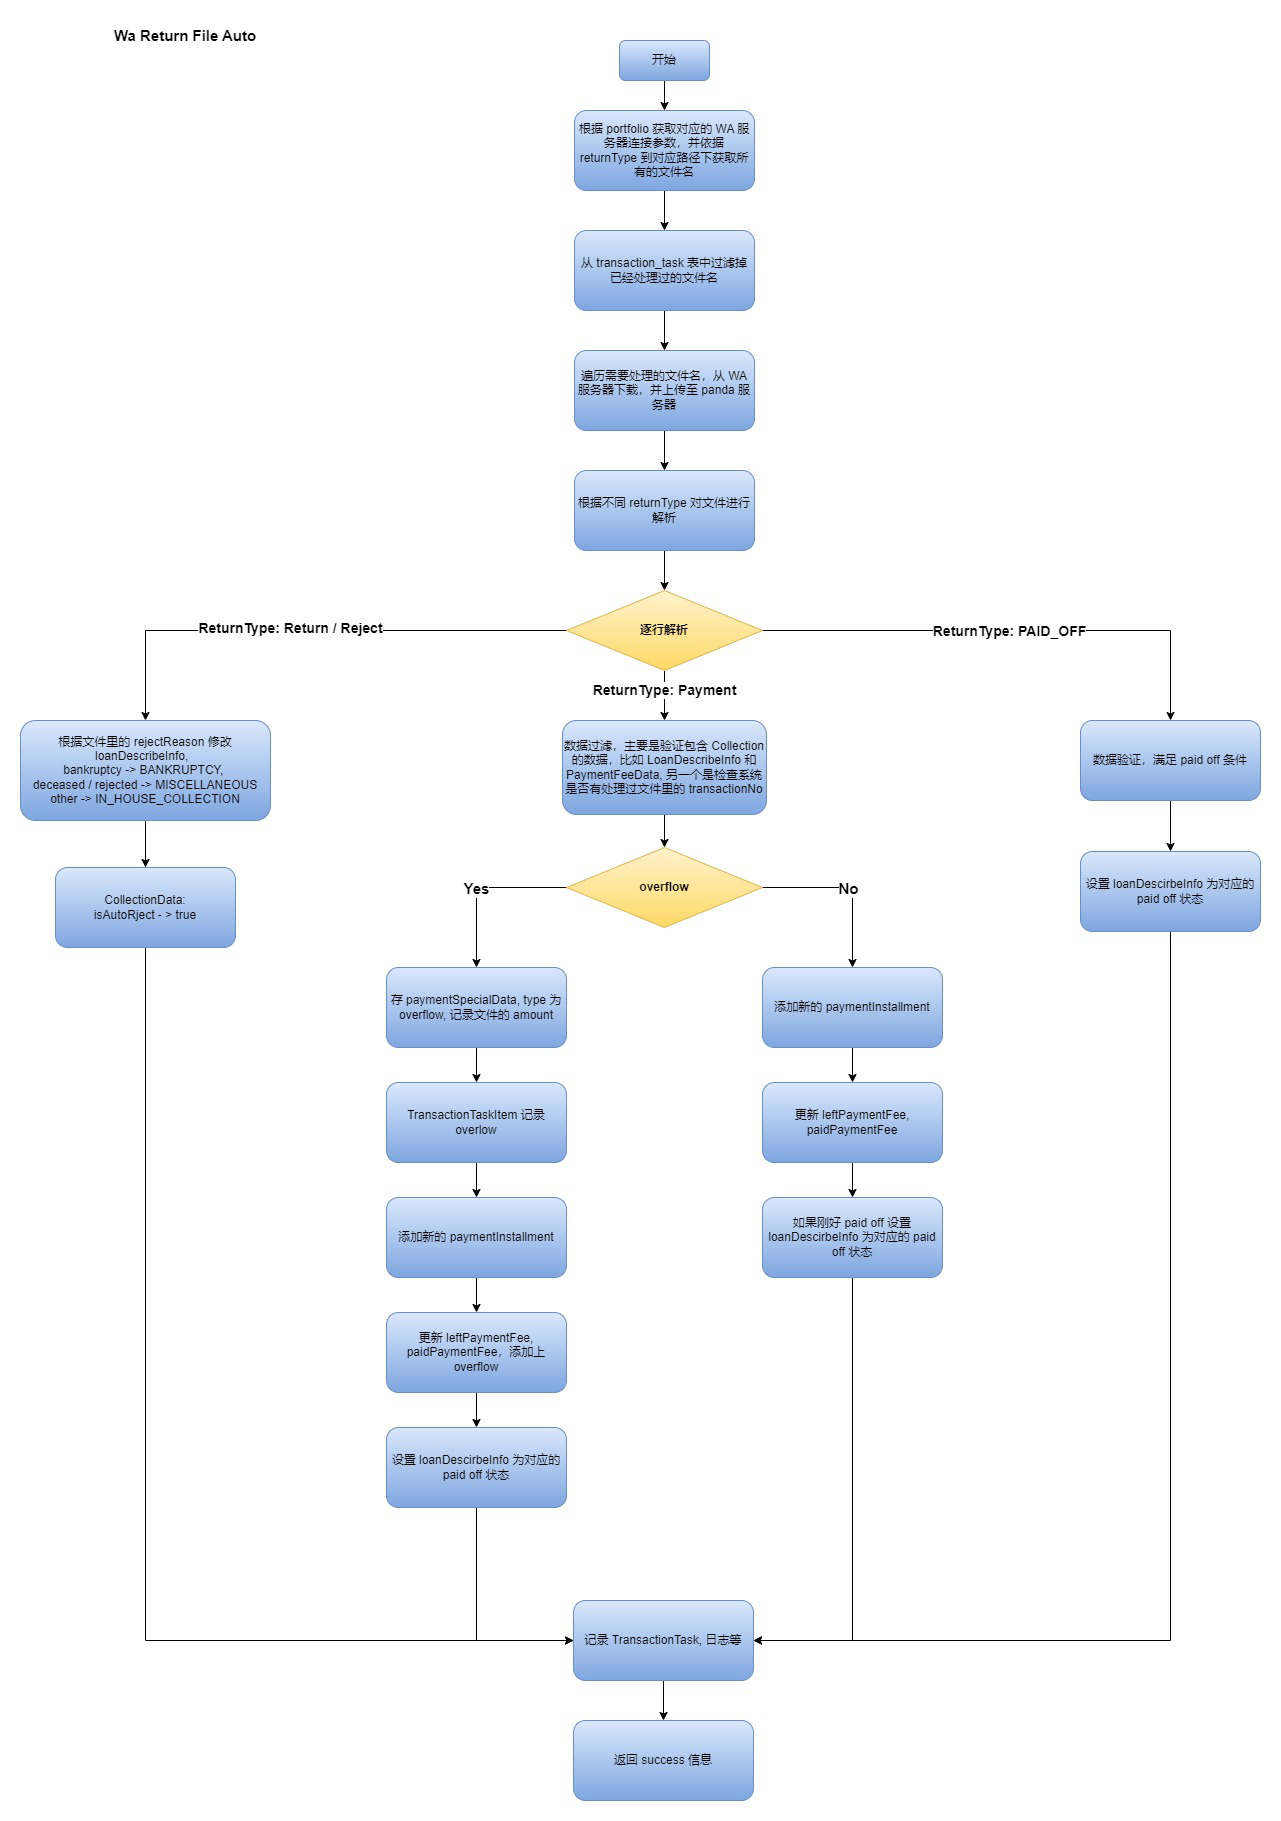 Wa Return File Auto
开始
根据 portfolio 获取对应的 WA 服
务器连接参数，并依据
returnType 到对应路径下获取所
有的文件名
从 transaction_task 表中过滤掉
已经处理过的文件名
遍历需要处理的文件名，从 WA
服务器下载，并上传至 panda 服
务器
根据不同 returnType 对文件进行
解析
逐行解析
ReturnType: Return / Reject
ReturnType: Payment
ReturnType: PAID_OFF
根据文件里的 rejectReason 修改
loanDescribeInfo,
bankruptcy -> BANKRUPTCY,
deceased / rejected -> MISCELLANEOUS
other -> IN_HOUSE_COLLECTION
CollectionData:
isAutoRject - > true
数据过滤，主要是验证包含 Collection
的数据，比如 LoanDescribeInfo 和
PaymentFeeData, 另一个是检查系统
是否有处理过文件里的 transactionNo
overflow
Yes
No
存 paymentSpecialData, type 为
overflow, 记录文件的 amount
TransactionTaskItem 记录
overlow
添加新的 paymentInstallment
更新 leftPaymentFee,
paidPaymentFee，添加上
overflow
设置 loanDescirbeInfo 为对应的
paid off 状态
添加新的 paymentInstallment
更新 leftPaymentFee,
paidPaymentFee
如果刚好 paid off 设置
loanDescirbeInfo 为对应的 paid
off 状态
数据验证，满足 paid off 条件
设置 loanDescirbeInfo 为对应的
paid off 状态
记录 TransactionTask, 日志等
返回 success 信息